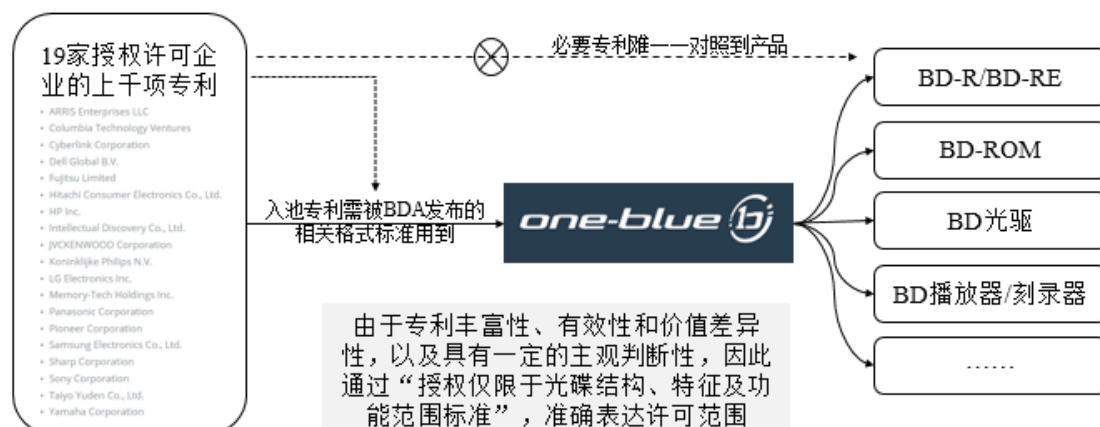 19家授权许可企
业的上千项专利
ARRIS Enterprises LLC
Columbia Technology Ventures
Cyberlink Corporation
Dell Global B.V.
Fujitsu Limited
Hitachi Consumer Electronics Co., Ltd.
HP Inc.
Intellectual Discovery Co., Ltd.
JVCKENWOOD Corporation
Koninklijke Philips N.V.
LG Electronics Inc.
Memory-Tech Holdings Inc.
Panasonic Corporation
Pioneer Corporation
Samsung Electronics Co., Ltd.
Sharp Corporation
Sony Corporation
Taiyo Yuden Co., Ltd.
Yamaha Corporation
必要专利唯一一对照到产品
入池专利需被BDA发布的
相关格式标准用到
one-blue
BD-R/BD-RE
BD-ROM
BD光驱
BD播放器/刻录器
……
由于专利丰富性、有效性和价值差异
性，以及具有一定的主观判断性，因此
通过“授权仅限于光碟结构、特征及功
能范围标准”，准确表达许可范围